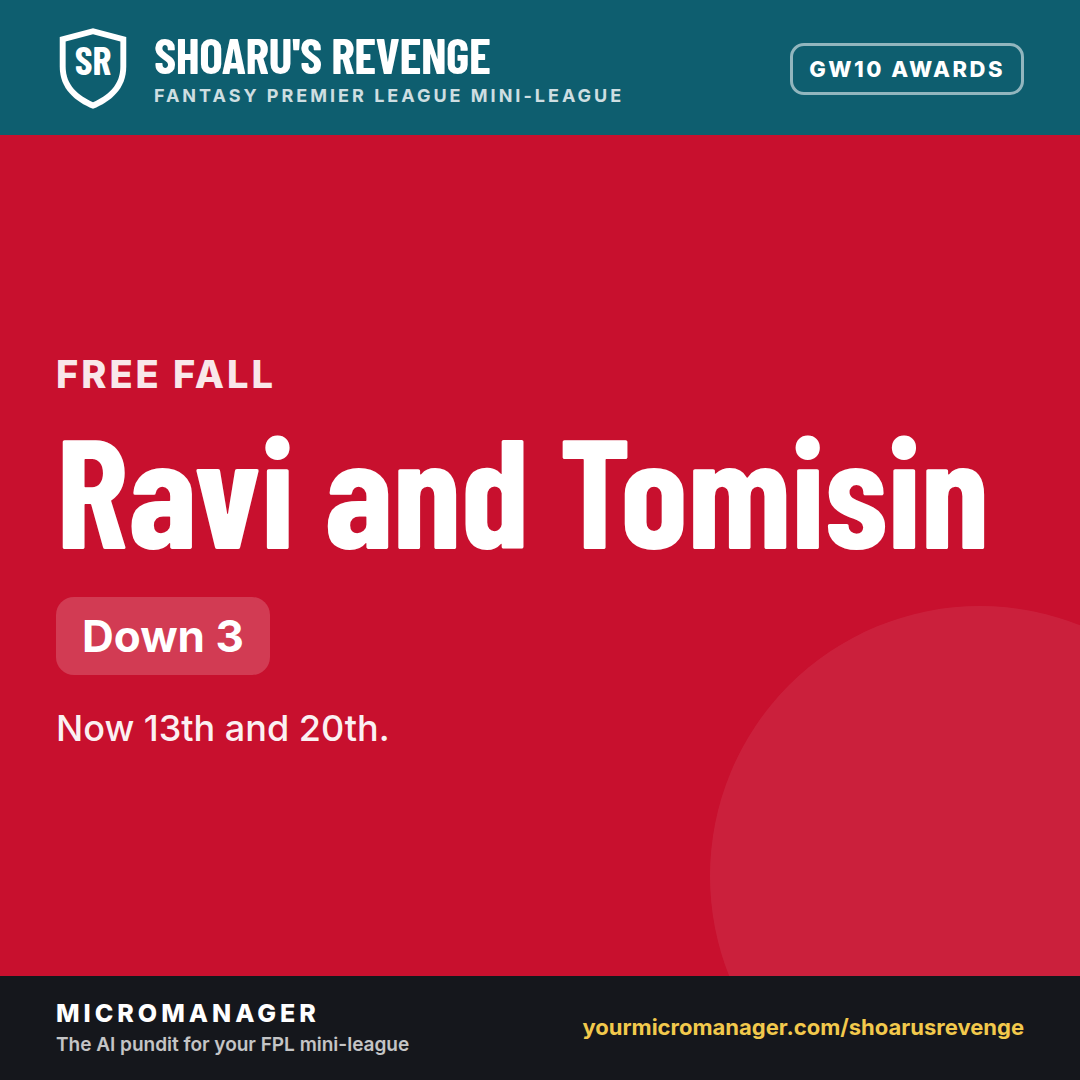 SR
SHOARU'S REVENGE
FANTASY PREMIER LEAGUE MINI-LEAGUE
GW10 AWARDS
FREE FALL
Ravi and Tomisin
Down 3
Now 13th and 20th.
MICROMANAGER
The AI pundit for your FPL mini-league
yourmicromanager.com/shoarusrevenge